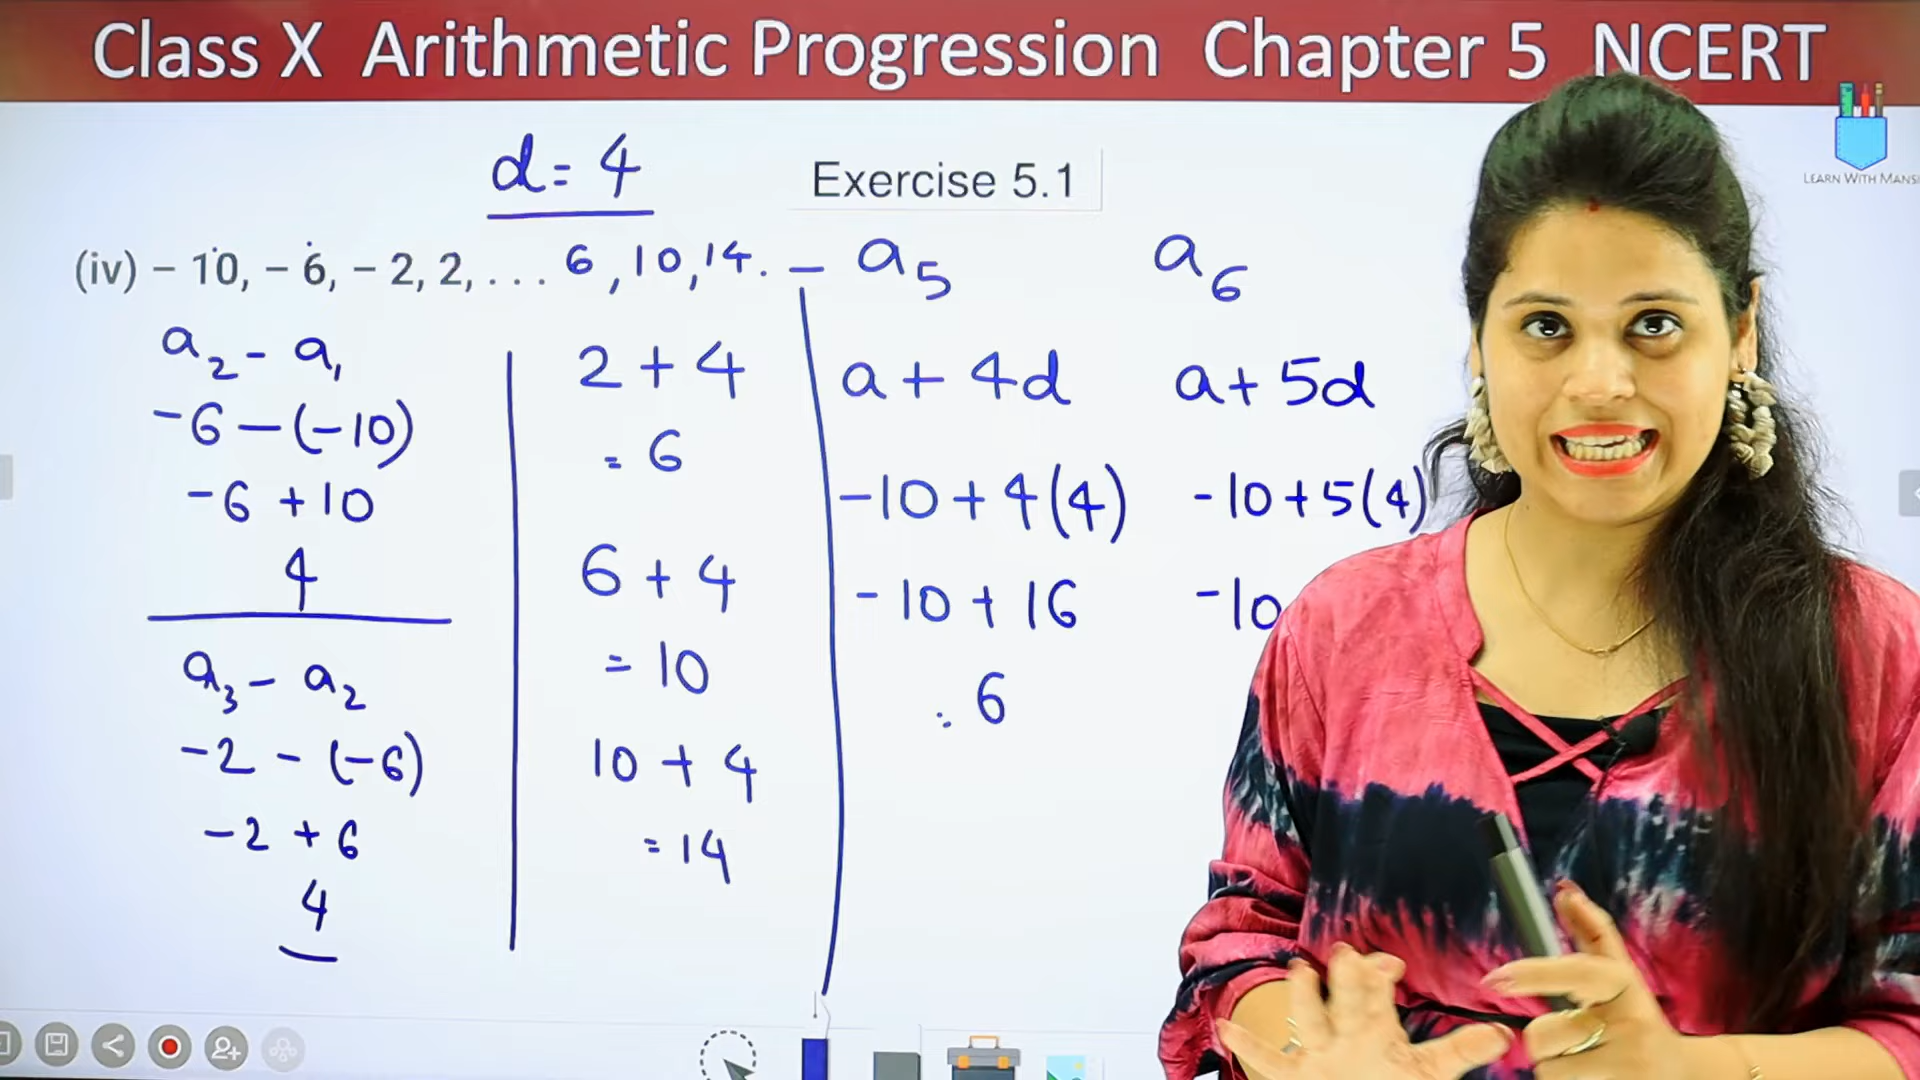 Class X Arithmetic Progression Chapter 5 NCERT
LEARN WITH MANSI
d = 4
Exercise 5.1
(iv) – 10, – 6, – 2, 2, . . . 6, 10, 14. –
a₂ - a₁
-6 - (-10)
-6 + 10
4
a₃ - a₂
-2 - (-6)
-2 + 6
4
2 + 4
= 6
6 + 4
= 10
10 + 4
= 14
a₅
a + 4d
-10 + 4(4)
-10 + 16
= 6
a₆
a + 5d
-10 + 5(4)
-10